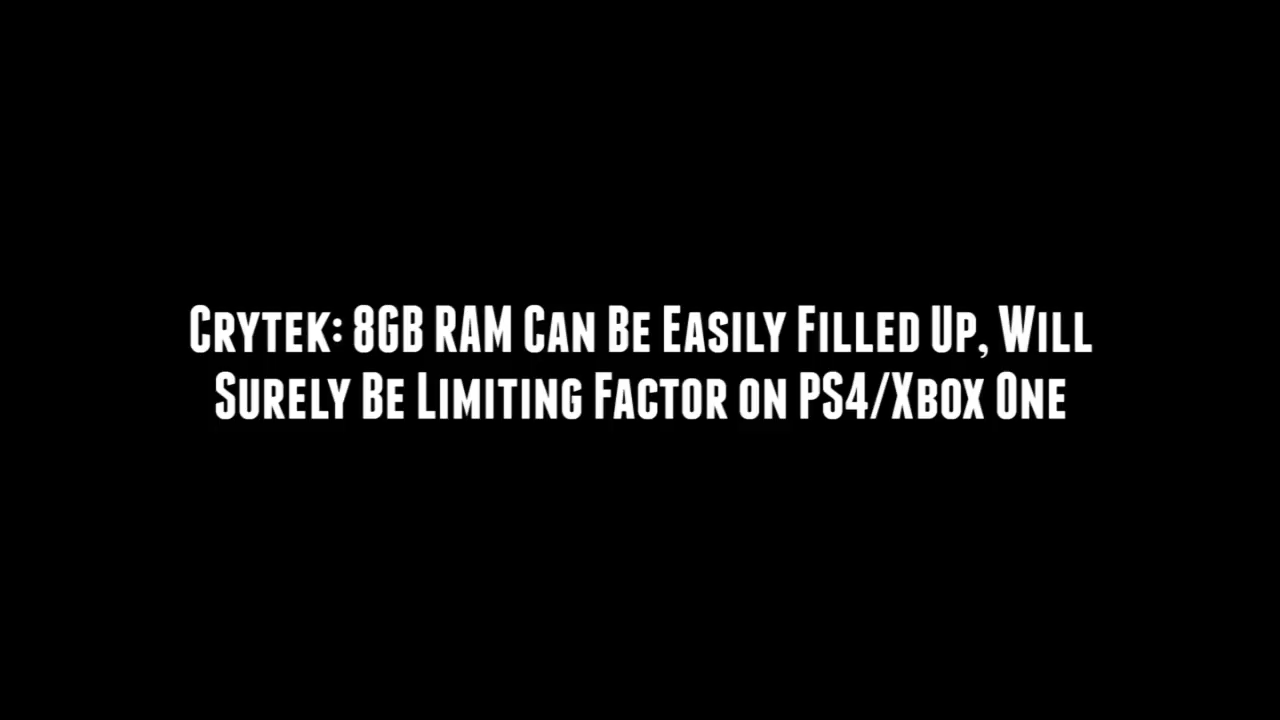 Crytek: 8GB RAM Can Be Easily Filled Up, Will
Surely Be Limiting Factor on PS4/Xbox One